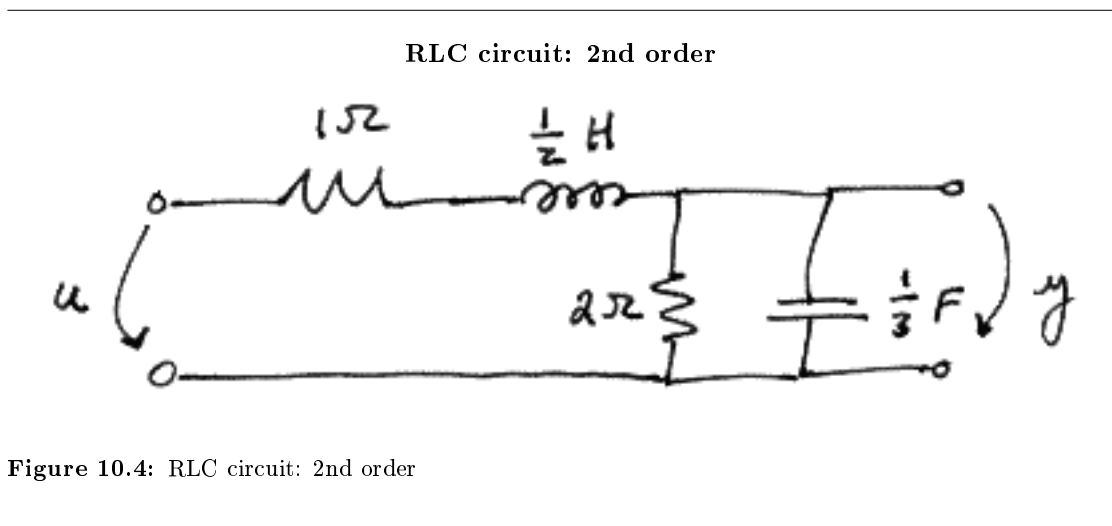 RLC circuit: 2nd order
1Ω
1/2 H
u
2Ω
1/3 F
y
Figure 10.4: RLC circuit: 2nd order